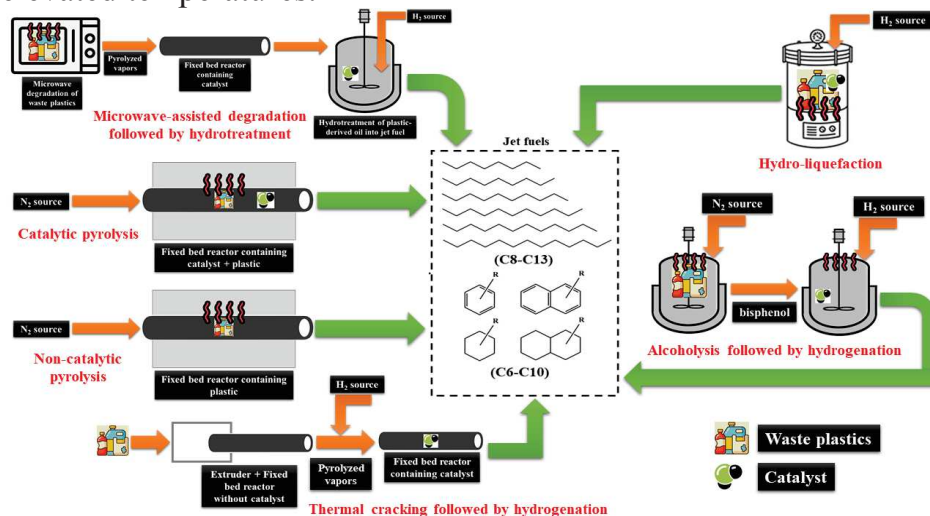 elevated temperatures.
H2 source
Pyrolyzed
vapors
Fixed bed reactor
containing
catalyst
Microwave
degradation of
waste plastics
Microwave-assisted degradation
followed by hydrotreatment
Hydrotreatment of plastic-
derived oil into jet fuel
H2 source
Hydro-liquefaction
Jet fuels
(C8-C13)
R
R
R
R
(C6-C10)
N2 source
Catalytic pyrolysis
Fixed bed reactor containing
catalyst + plastic
N2 source
Non-catalytic
pyrolysis
Fixed bed reactor containing
plastic
N2 source
H2 source
bisphenol
Alcoholysis followed by hydrogenation
H2 source
Extruder + Fixed
bed reactor
without catalyst
Pyrolyzed
vapors
Fixed bed reactor
containing catalyst
Thermal cracking followed by hydrogenation
Waste plastics
Catalyst